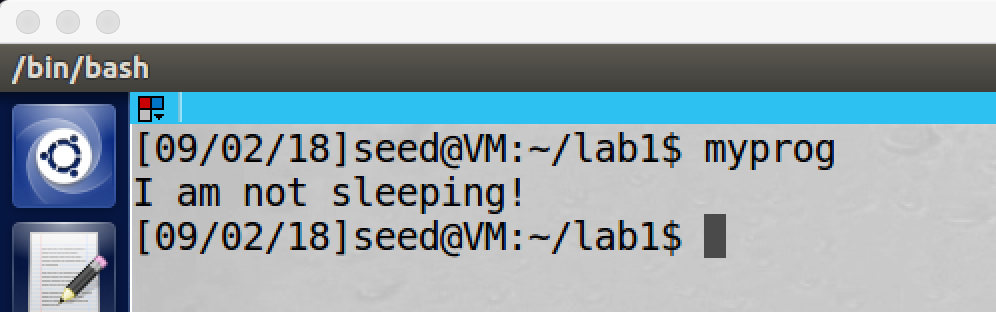 /bin/bash
[09/02/18]seed@VM:~/lab1$ myprog
I am not sleeping!
[09/02/18]seed@VM:~/lab1$